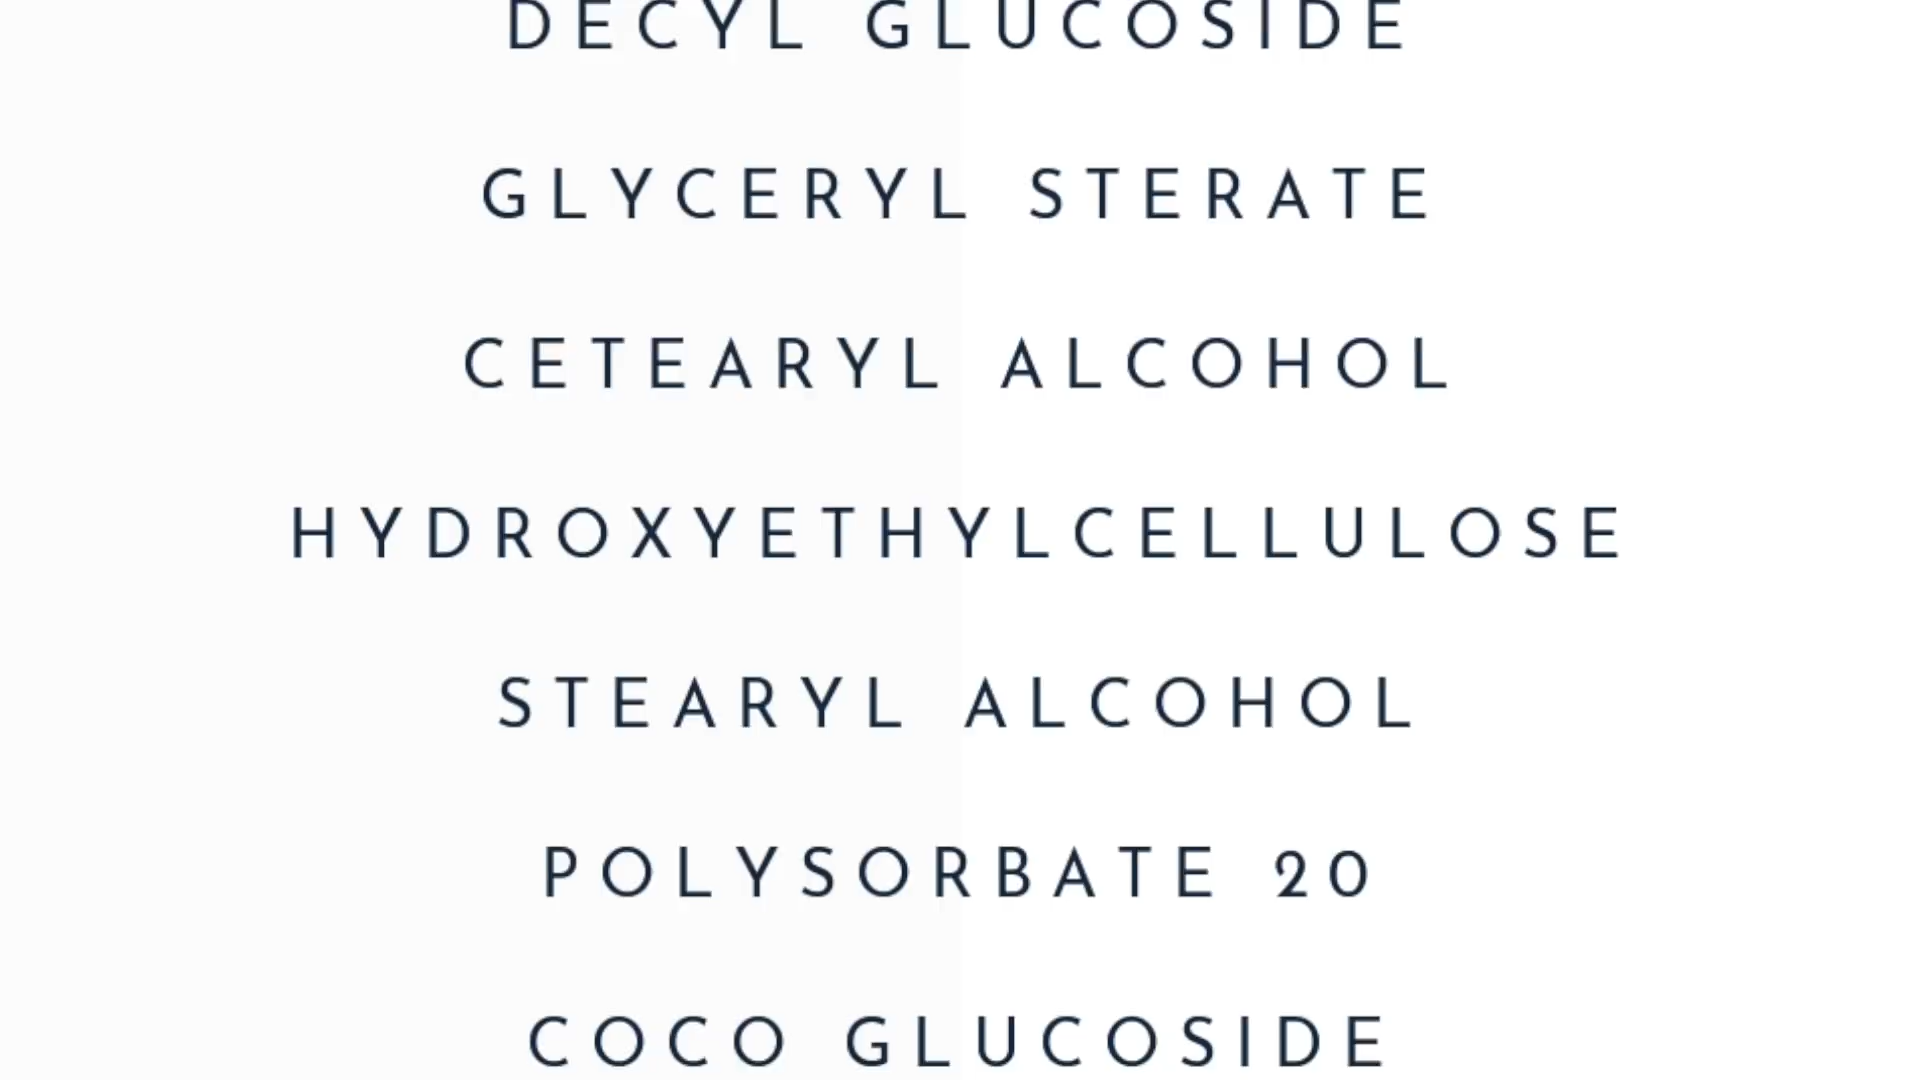 DECYL GLUCOSIDE
GLYCERYL STERATE
CETEARYL ALCOHOL
HYDROXYETHYLCELLULOSE
STEARYL ALCOHOL
POLYSORBATE 20
COCO GLUCOSIDE